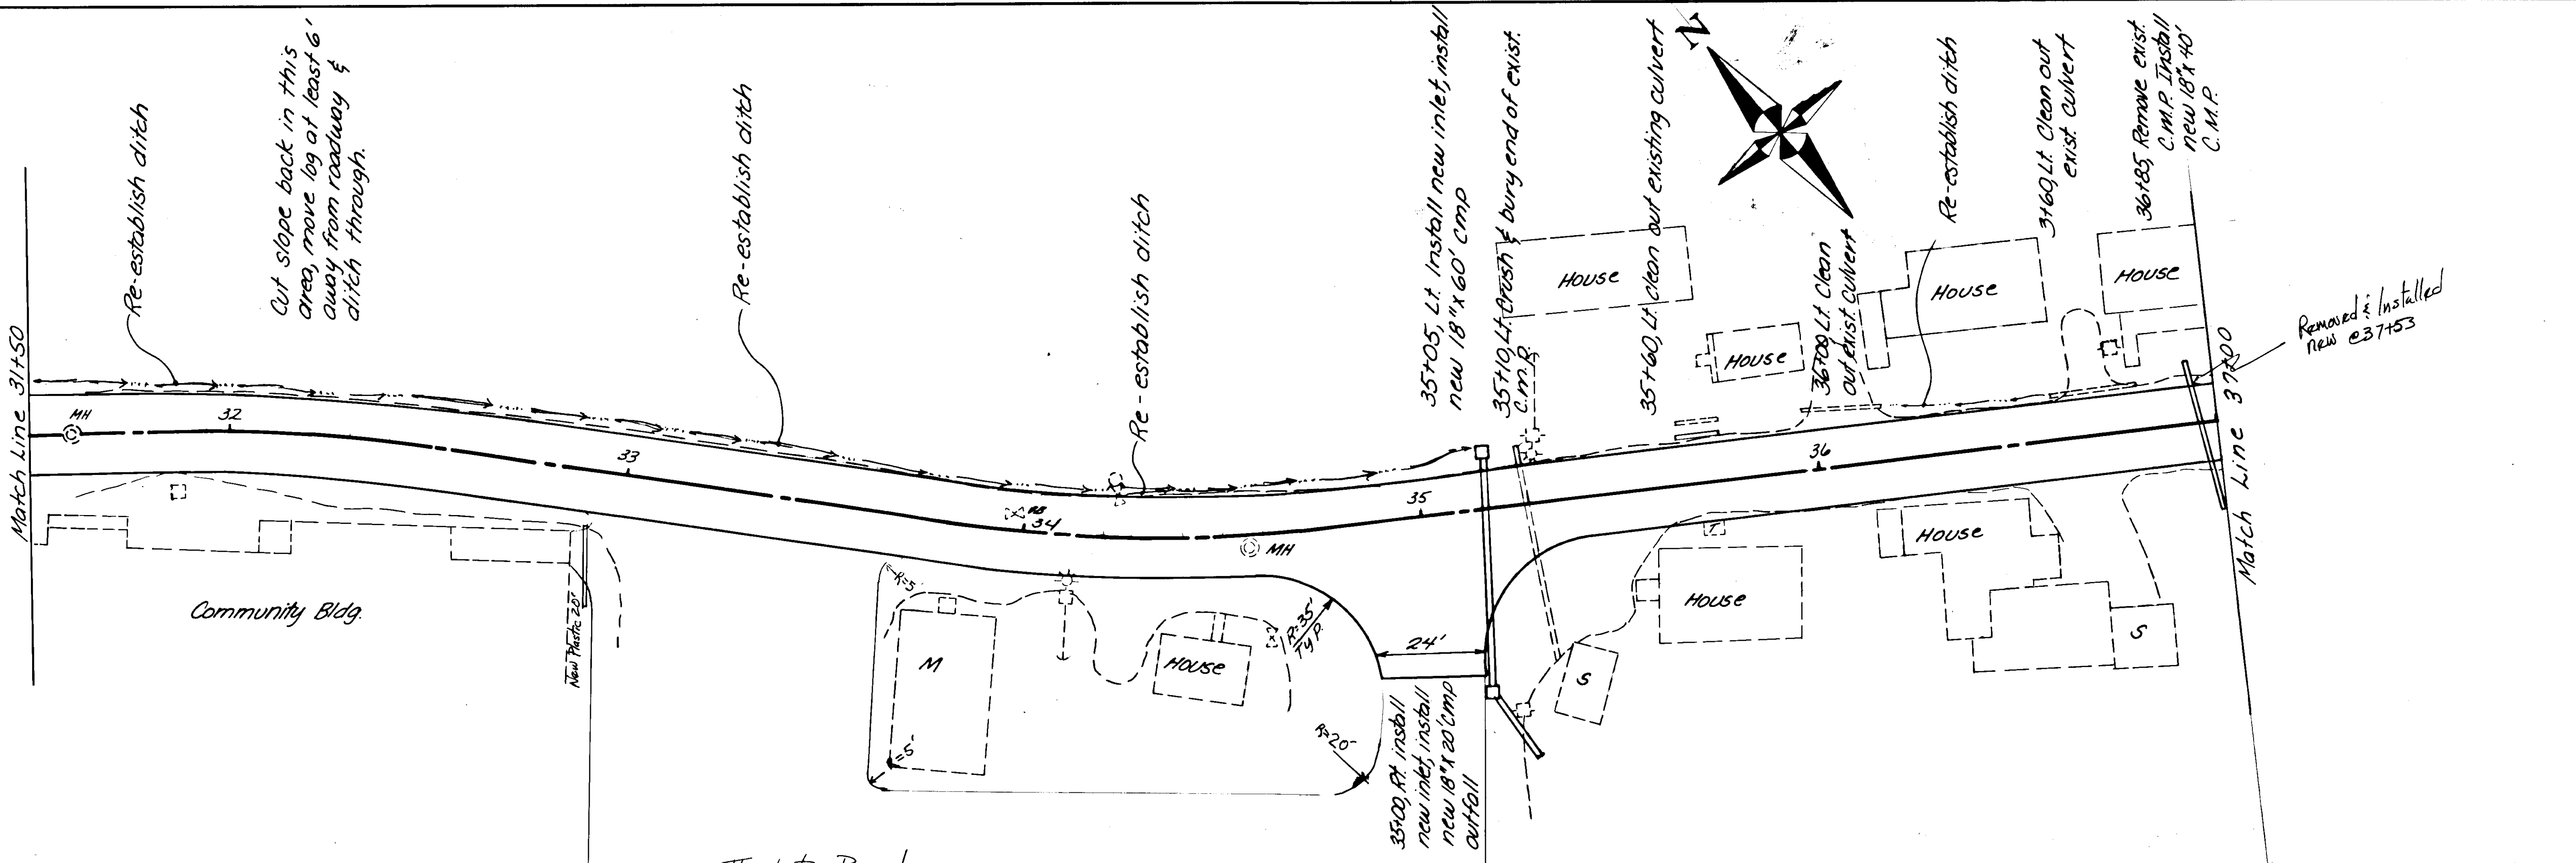 Match Line 31+50
Re-establish ditch
Cut slope back in this
area, move log at least 6'
away from roadway &
ditch through.
Re-establish ditch
Re-establish ditch
35+05, Lt. Install new inlet, install
new 18" x 60' cmp
35+10, Lt. Crush & bury end of exist.
C.M.P.
35+60, Lt. clean out existing culvert
N
36+00, Lt. Clean
out exist. culvert
Re-establish ditch
3+60, Lt. Clean out
exist. culvert
36+85, Remove exist.
C.M.P. Install
new 18" x 40'
C.M.P.
House
House
House
House
Removed & Installed
new @37+53
Match Line 37+00
MH
32
33
34
MH
35
36
Community Bldg.
New Plastic 20'
R=5'
M
=5'
House
R=35'
Typ.
24'
R=20'
35+00, Rt. install
new inlet, install
new 18" x 20' cmp
outfall
S
T
House
House
S